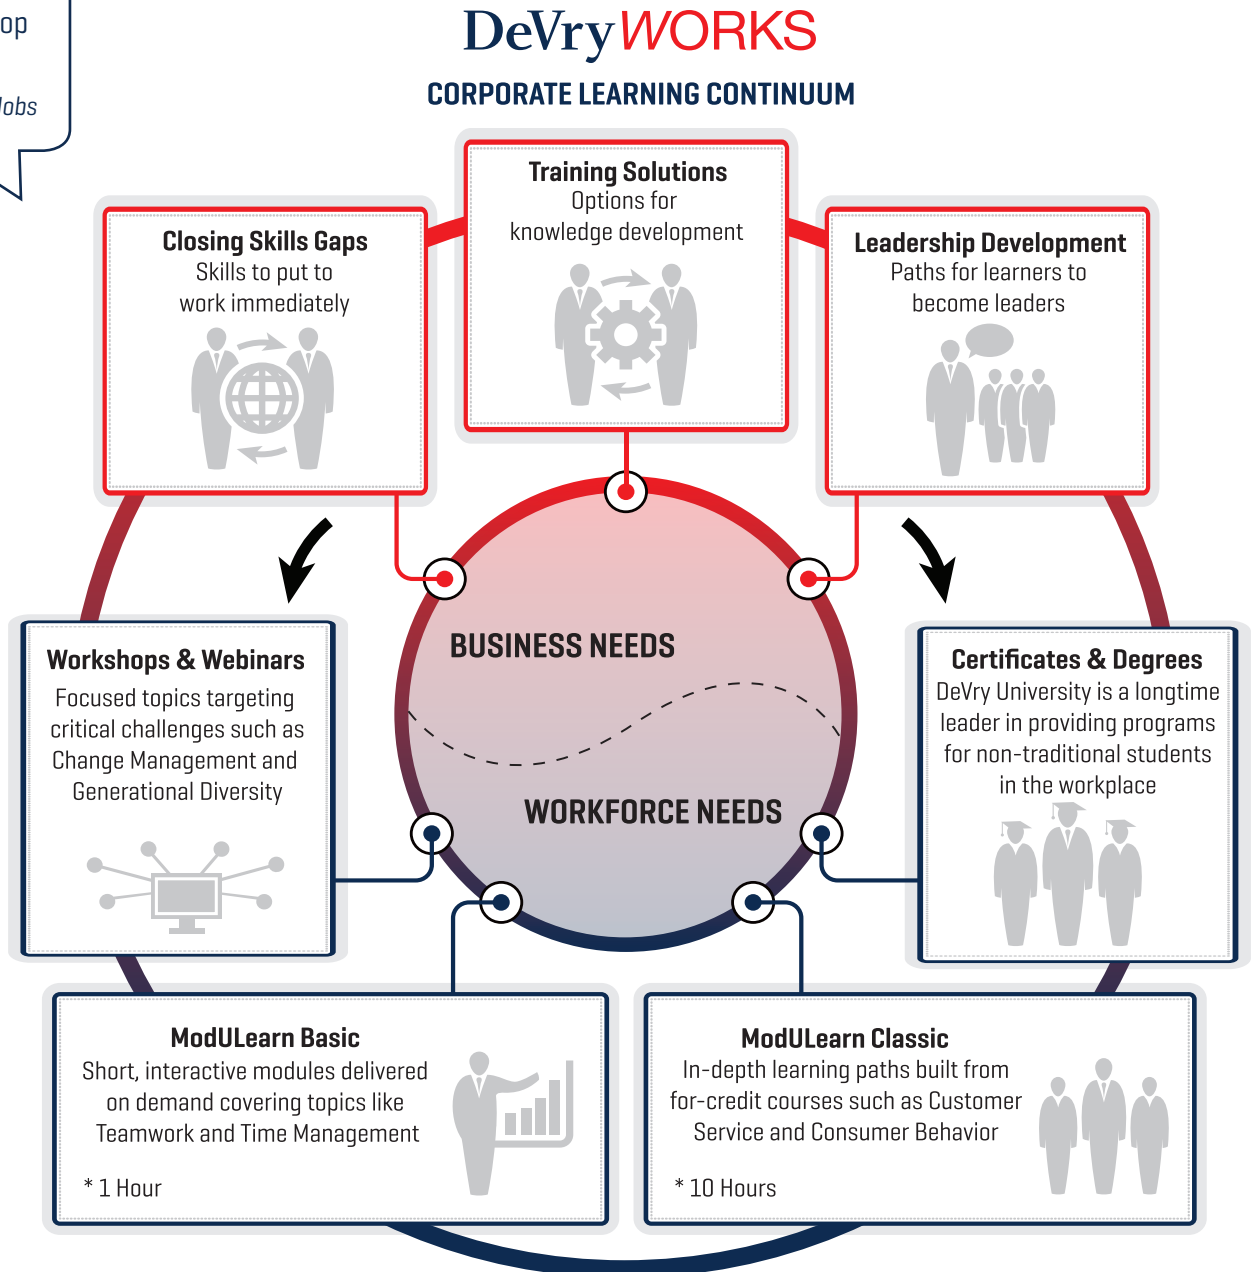 op
Jobs
DeVryWORKS
CORPORATE LEARNING CONTINUUM
Training Solutions
Options for
knowledge development
Closing Skills Gaps
Skills to put to
work immediately
Leadership Development
Paths for learners to
become leaders
BUSINESS NEEDS
WORKFORCE NEEDS
Workshops & Webinars
Focused topics targeting
critical challenges such as
Change Management and
Generational Diversity
Certificates & Degrees
DeVry University is a longtime
leader in providing programs
for non-traditional students
in the workplace
ModULearn Basic
Short, interactive modules delivered
on demand covering topics like
Teamwork and Time Management
* 1 Hour
ModULearn Classic
In-depth learning paths built from
for-credit courses such as Customer
Service and Consumer Behavior
* 10 Hours